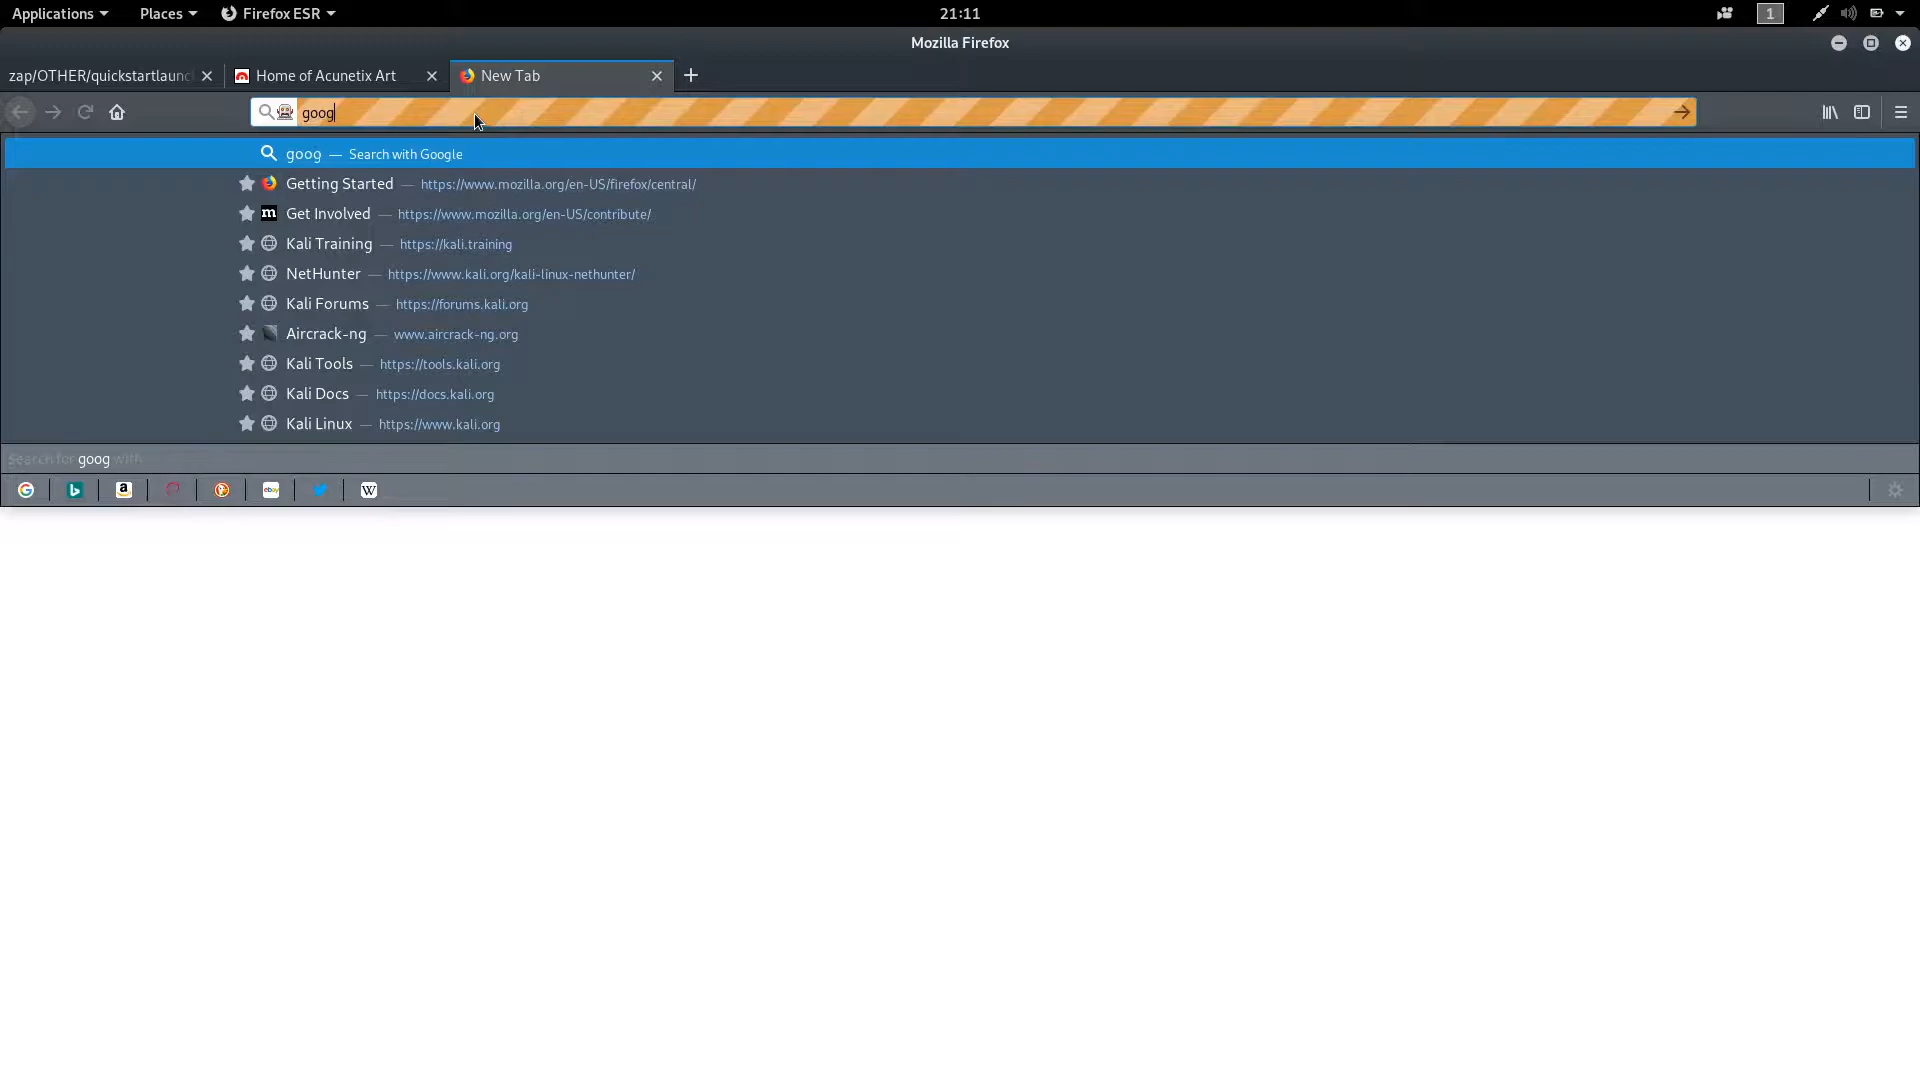 Applications Places Firefox ESR 21:11 1
Mozilla Firefox
zap/OTHER/quickstartlaunc Home of Acunetix Art New Tab
goog
goog — Search with Google
Getting Started — https://www.mozilla.org/en-US/firefox/central/
Get Involved — https://www.mozilla.org/en-US/contribute/
Kali Training — https://kali.training
NetHunter — https://www.kali.org/kali-linux-nethunter/
Kali Forums — https://forums.kali.org
Aircrack-ng — www.aircrack-ng.org
Kali Tools — https://tools.kali.org
Kali Docs — https://docs.kali.org
Kali Linux — https://www.kali.org
Search for goog with